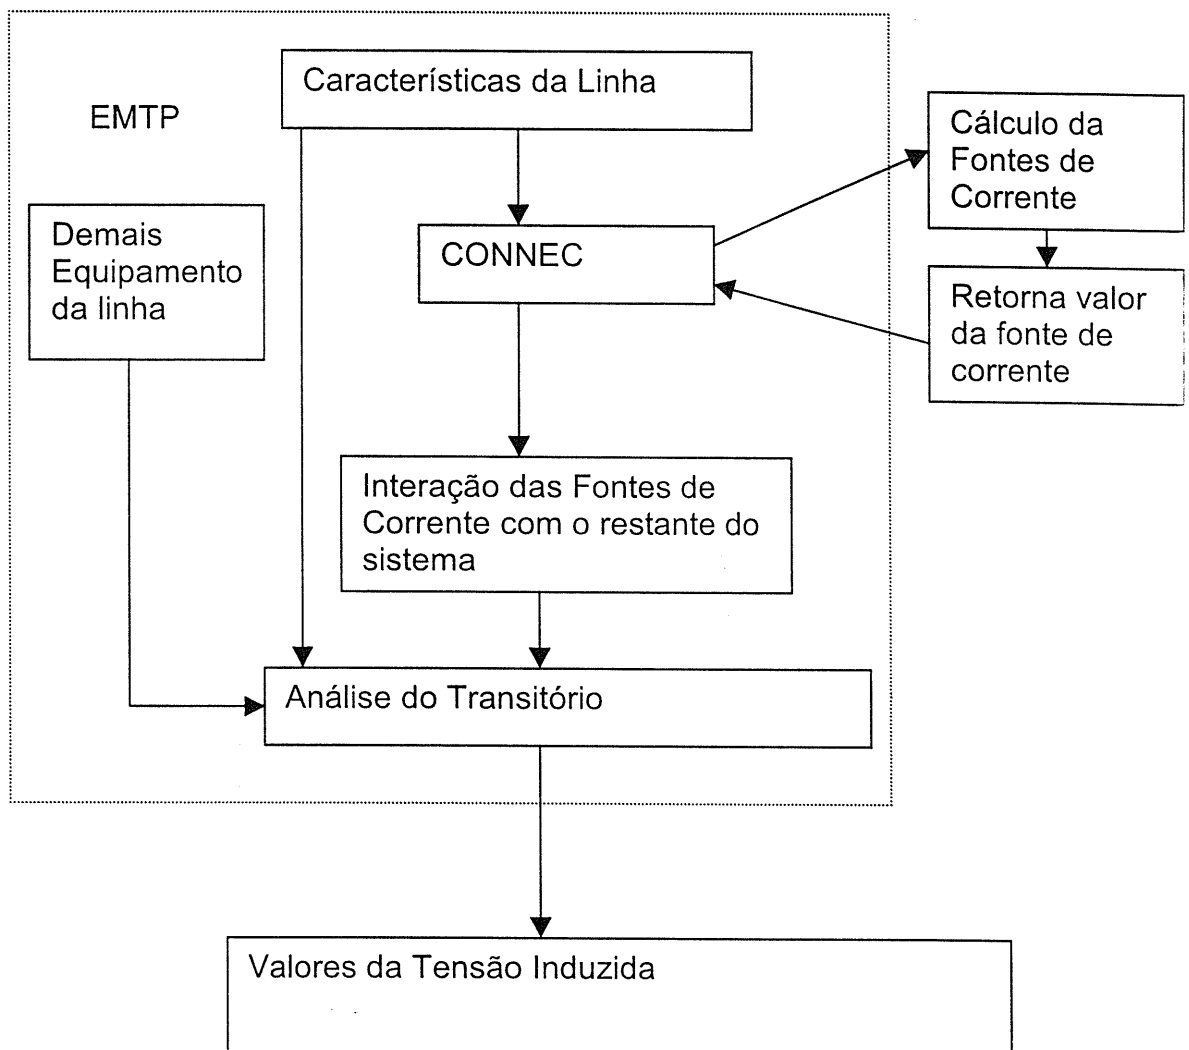 Características da Linha
EMTP
Cálculo da
Fontes de
Corrente
Demais
Equipamento
da linha
CONNEC
Retorna valor
da fonte de
corrente
Interação das Fontes de
Corrente com o restante do
sistema
Análise do Transitório
Valores da Tensão Induzida